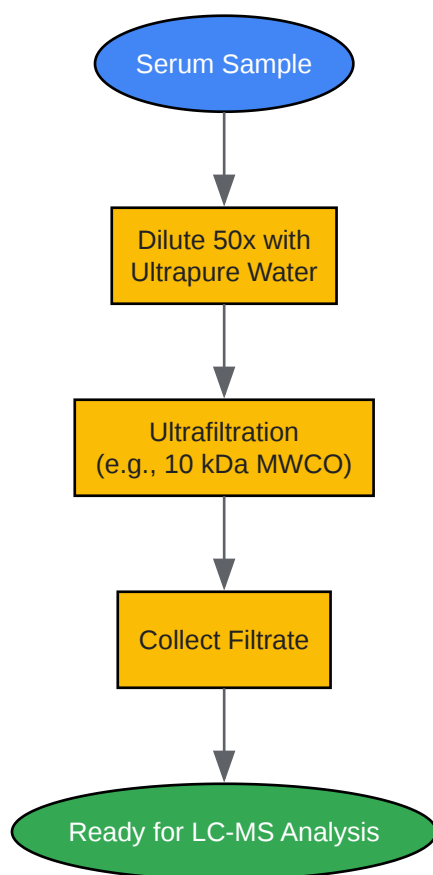 Serum Sample
Dilute 50x with
Ultrapure Water
Ultrafiltration
(e.g., 10 kDa MWCO)
Collect Filtrate
Ready for LC-MS Analysis